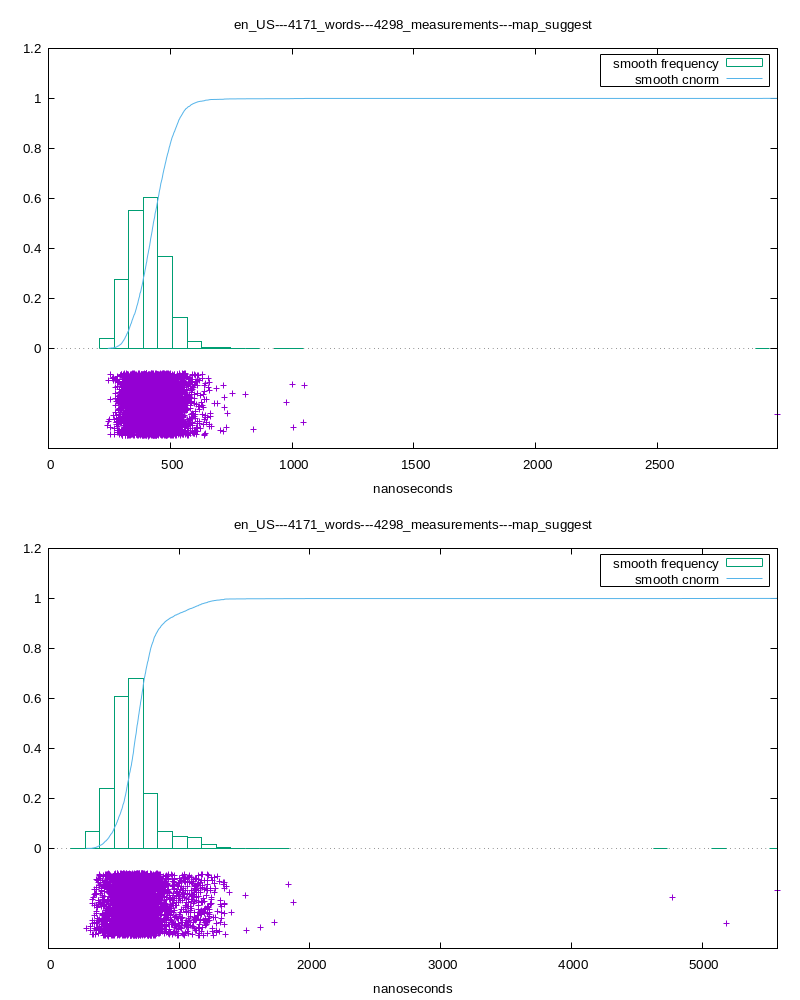 en_US---4171_words---4298_measurements---map_suggest
1.2
smooth frequency
smooth cnorm
1
0.8
0.6
0.4
0.2
0
0 500 1000 1500 2000 2500
nanoseconds
en_US---4171_words---4298_measurements---map_suggest
1.2
smooth frequency
smooth cnorm
1
0.8
0.6
0.4
0.2
0
0 1000 2000 3000 4000 5000
nanoseconds